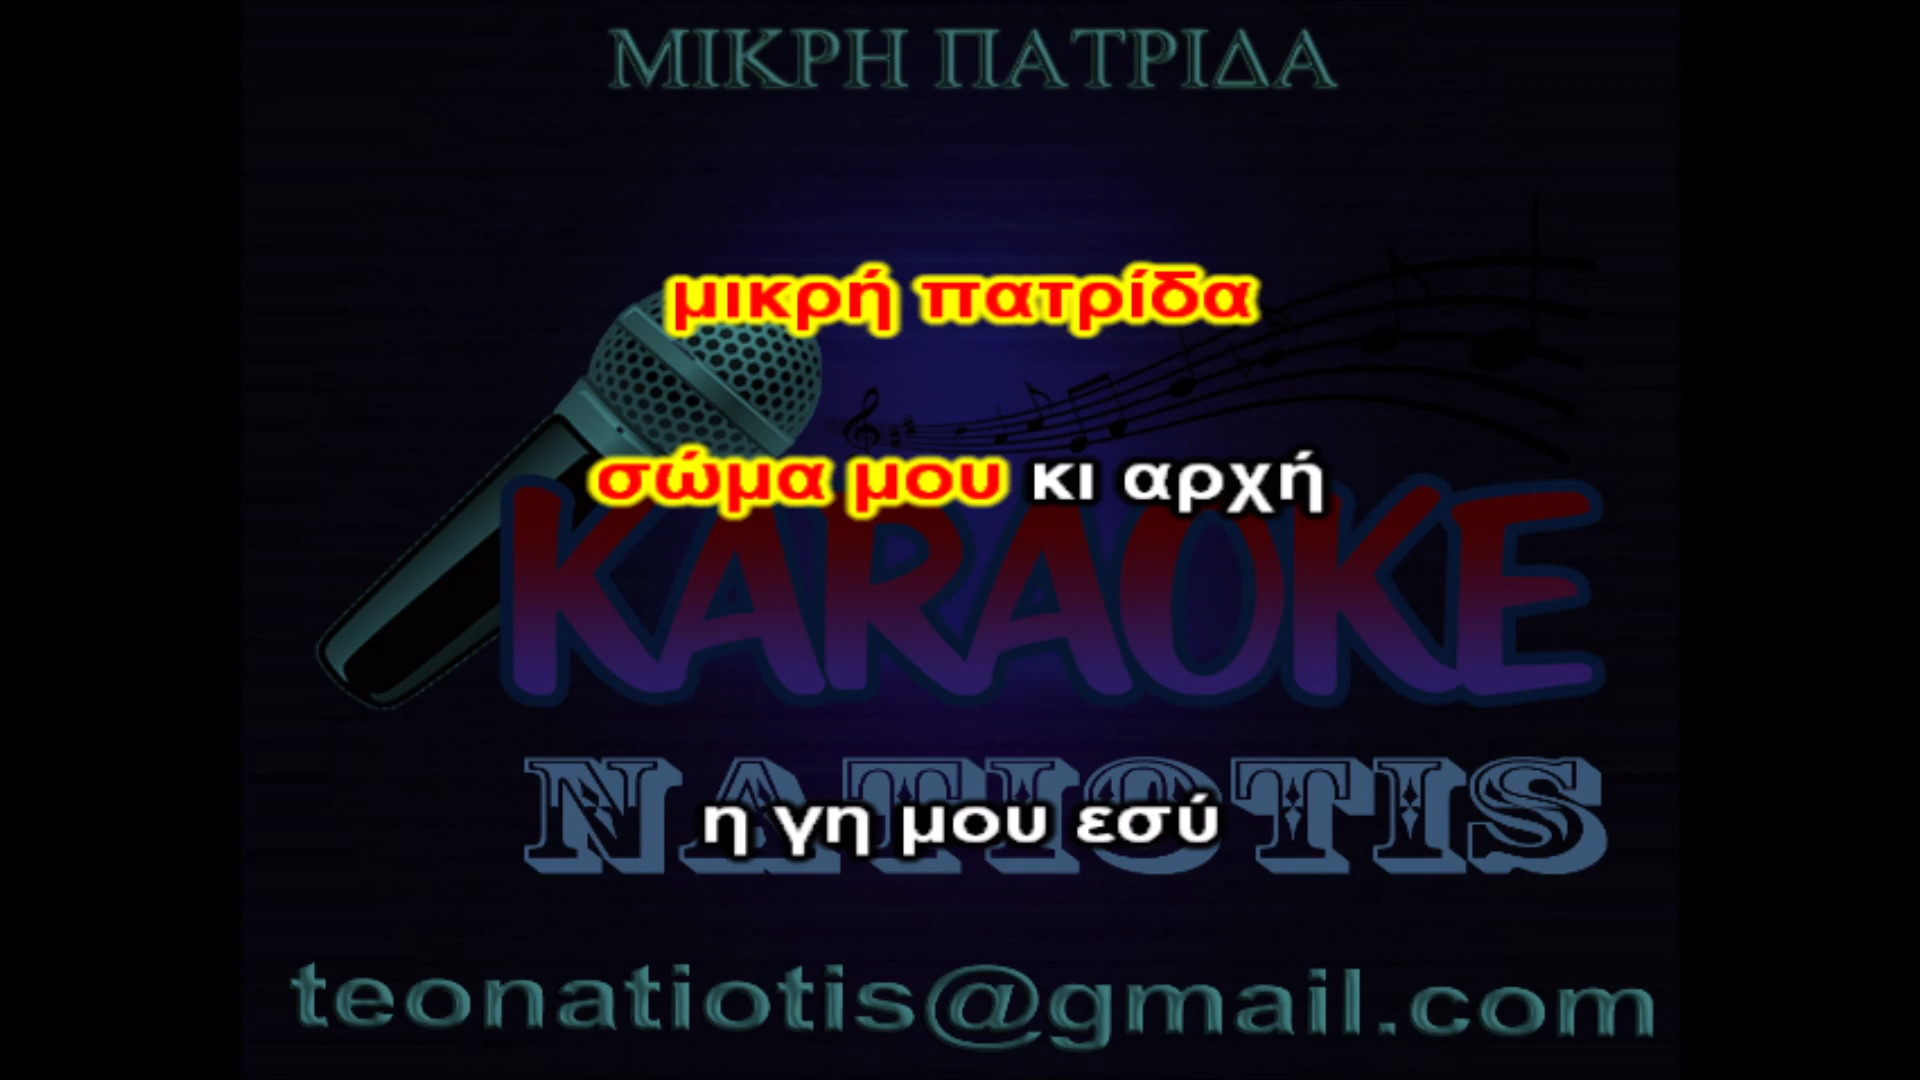 ΜΙΚΡΗ ΠΑΤΡΙΔΑ
μικρή πατρίδα
σώμα μου κι αρχή
KARAOKE
NATIOTIS
η γη μου εσύ
teonatiotis@gmail.com